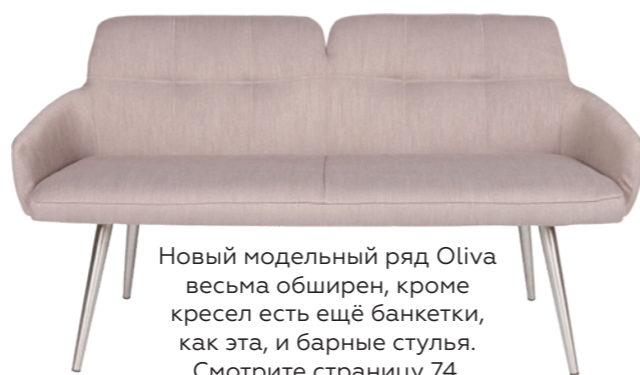 Новый модельный ряд Oliva
весьма обширен, кроме
кресел есть ещё банкетки,
как эта, и барные стулья.
Смотрите страницу 74